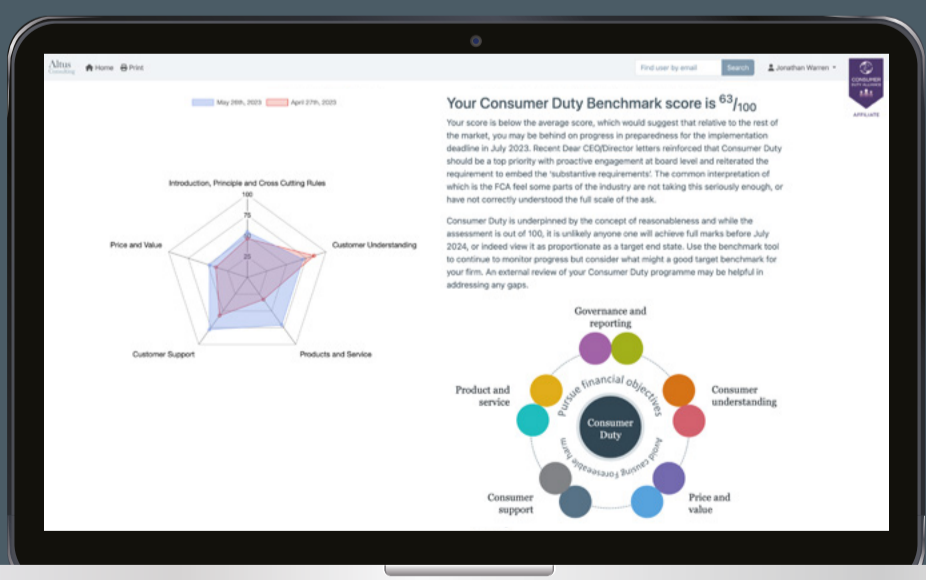 Altus
Consulting
Home
Print
Find user by email
Search
Jonathan Warren
CONSUMER
DUTY ALLIANCE
AFFILIATE
May 26th, 2023
April 27th, 2023
Introduction, Principle and Cross Cutting Rules
100
75
50
25
Price and Value
Customer Understanding
Customer Support
Products and Service
Your Consumer Duty Benchmark score is 63/100
Your score is below the average score, which would suggest that relative to the rest of
the market, you may be behind on progress in preparedness for the implementation
deadline in July 2023. Recent Dear CEO/Director letters reinforced that Consumer Duty
should be a top priority with proactive engagement at board level and reiterated the
requirement to embed the 'substantive requirements'. The common interpretation of
which is the FCA feel some parts of the industry are not taking this seriously enough, or
have not correctly understood the full scale of the ask.
Consumer Duty is underpinned by the concept of reasonableness and while the
assessment is out of 100, it is unlikely anyone one will achieve full marks before July
2024, or indeed view it as proportionate as a target end state. Use the benchmark tool
to continue to monitor progress but consider what might a good target benchmark for
your firm. An external review of your Consumer Duty programme may be helpful in
addressing any gaps.
Governance and
reporting
Product and
service
Consumer
understanding
Pursue financial objectives
Consumer
Duty
Avoid causing foreseeable harm
Consumer
support
Price and
value